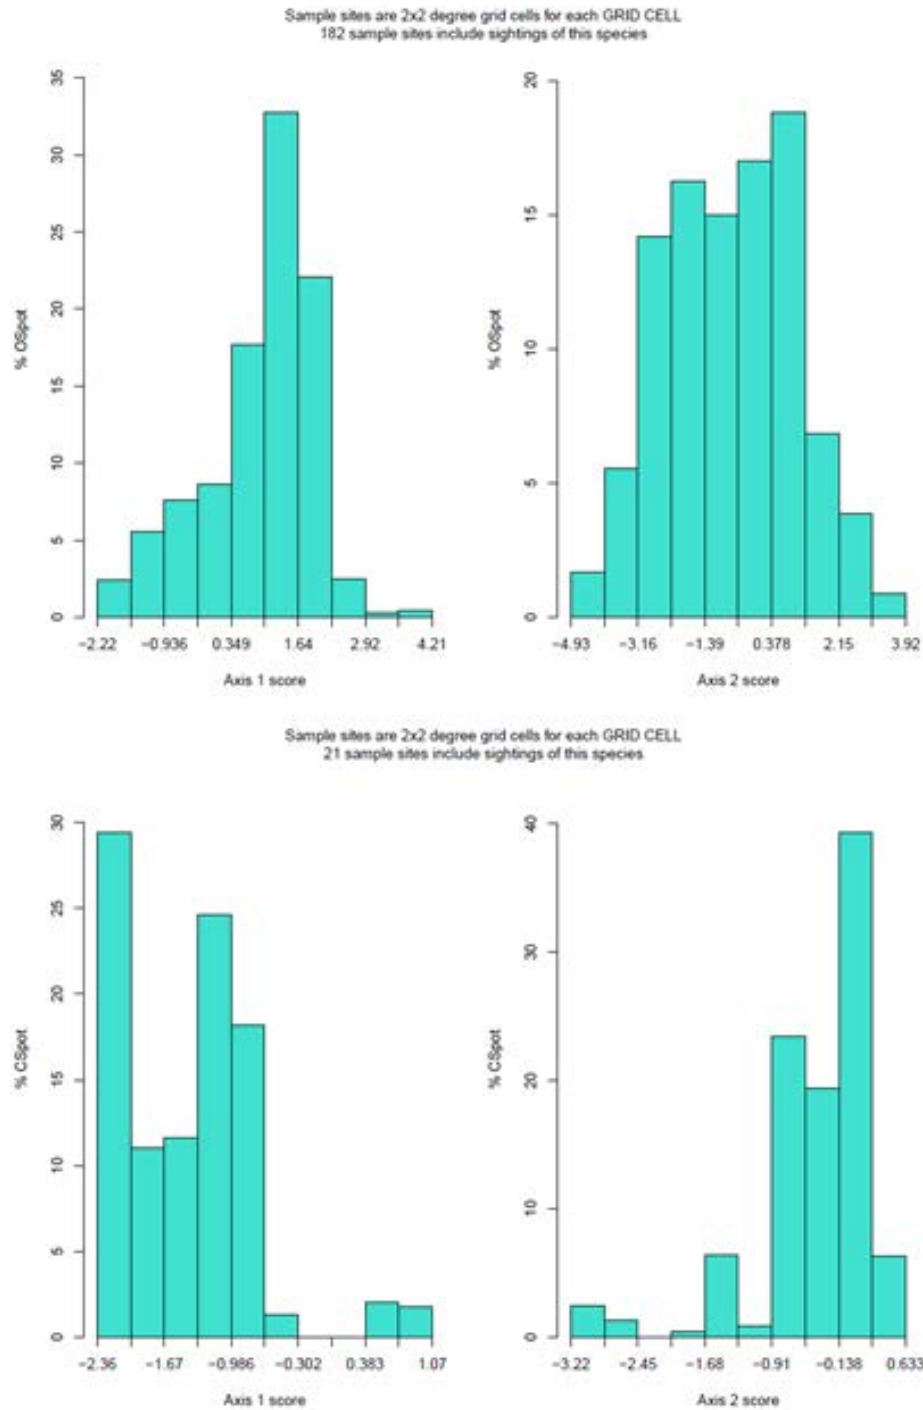 Sample sites are 2x2 degree grid cells for each GRID CELL
182 sample sites include sightings of this species
% OSpot
0 5 10 15 20 25 30 35
−2.22 −0.936 0.349 1.64 2.92 4.21
Axis 1 score
% OSpot
0 5 10 15 20
−4.93 −3.16 −1.39 0.378 2.15 3.92
Axis 2 score
Sample sites are 2x2 degree grid cells for each GRID CELL
21 sample sites include sightings of this species
% CSpot
0 5 10 15 20 25 30
−2.36 −1.67 −0.986 −0.302 0.383 1.07
Axis 1 score
% CSpot
0 10 20 30 40
−3.22 −2.45 −1.68 −0.91 −0.138 0.633
Axis 2 score